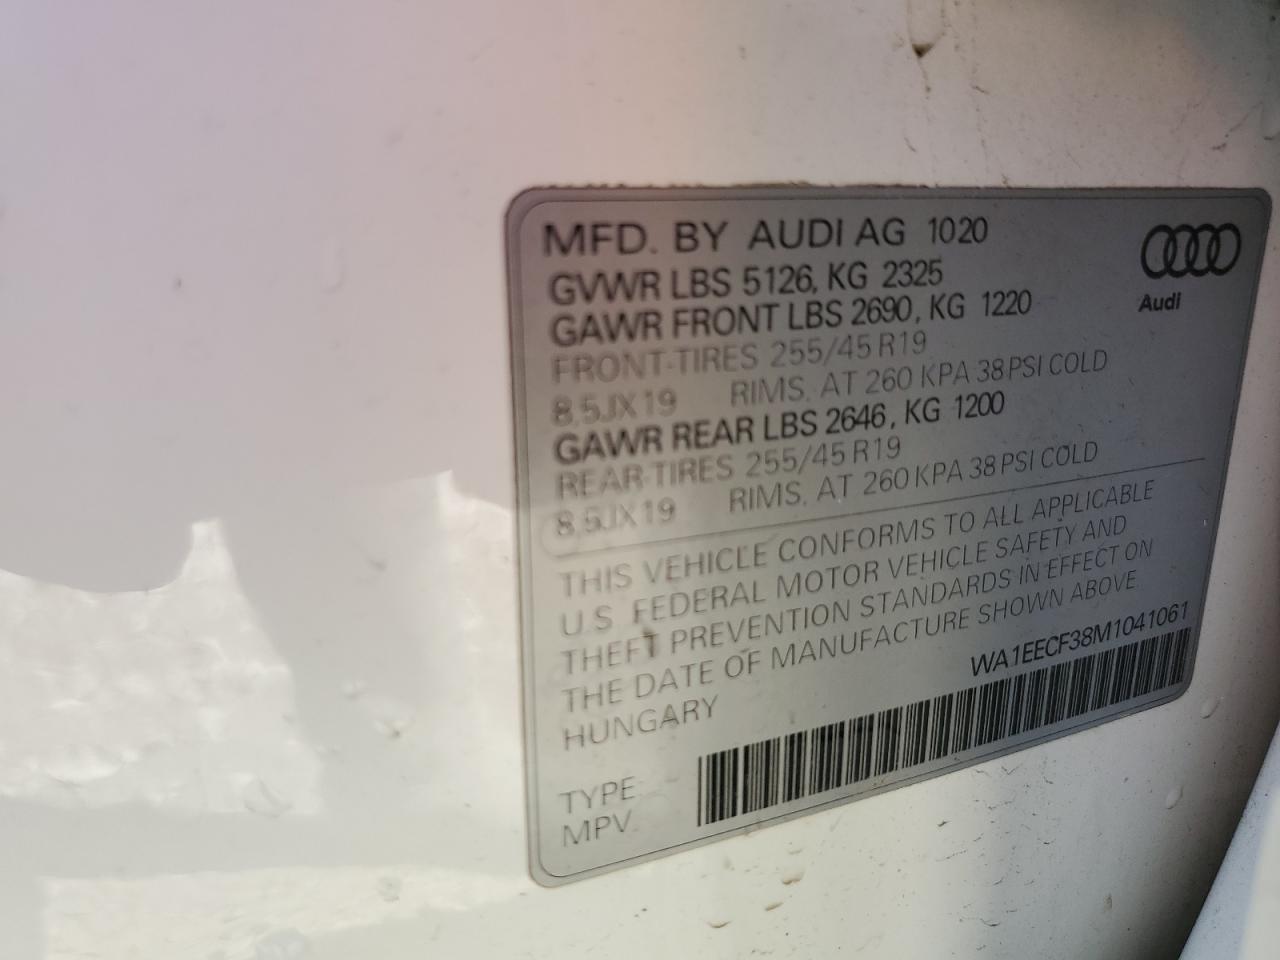 MFD. BY AUDI AG 1020
GVWR LBS 5126, KG 2325
GAWR FRONT LBS 2690, KG 1220
FRONT-TIRES 255/45 R19
8,5JX19 RIMS. AT 260 KPA 38 PSI COLD
GAWR REAR LBS 2646, KG 1200
REAR-TIRES 255/45 R19
8,5JX19 RIMS. AT 260 KPA 38 PSI COLD
Audi
THIS VEHICLE CONFORMS TO ALL APPLICABLE
U.S. FEDERAL MOTOR VEHICLE SAFETY AND
THEFT PREVENTION STANDARDS IN EFFECT ON
THE DATE OF MANUFACTURE SHOWN ABOVE
HUNGARY
WA1EECF38M1041061
TYPE
MPV